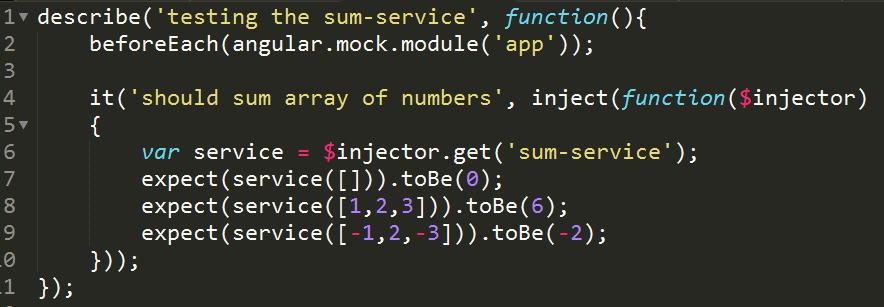 1 describe('testing the sum-service', function(){
2     beforeEach(angular.mock.module('app'));
3
4     it('should sum array of numbers', inject(function($injector)
5     {
6         var service = $injector.get('sum-service');
7         expect(service([])).toBe(0);
8         expect(service([1,2,3])).toBe(6);
9         expect(service([-1,2,-3])).toBe(-2);
10     }));
11 });